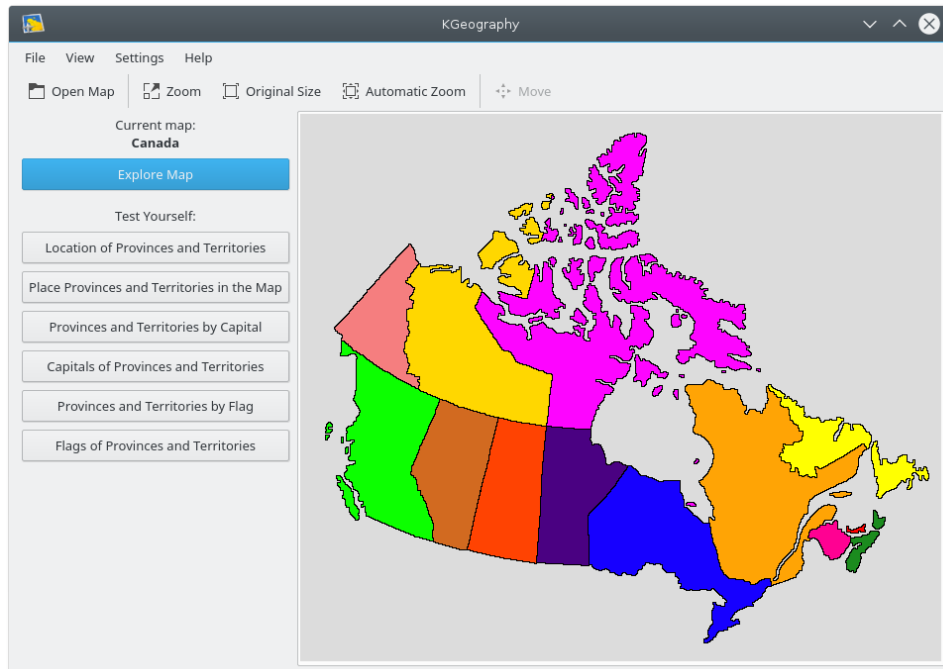 KGeography
File View Settings Help
Open Map Zoom Original Size Automatic Zoom Move
Current map:
Canada
Explore Map
Test Yourself:
Location of Provinces and Territories
Place Provinces and Territories in the Map
Provinces and Territories by Capital
Capitals of Provinces and Territories
Provinces and Territories by Flag
Flags of Provinces and Territories